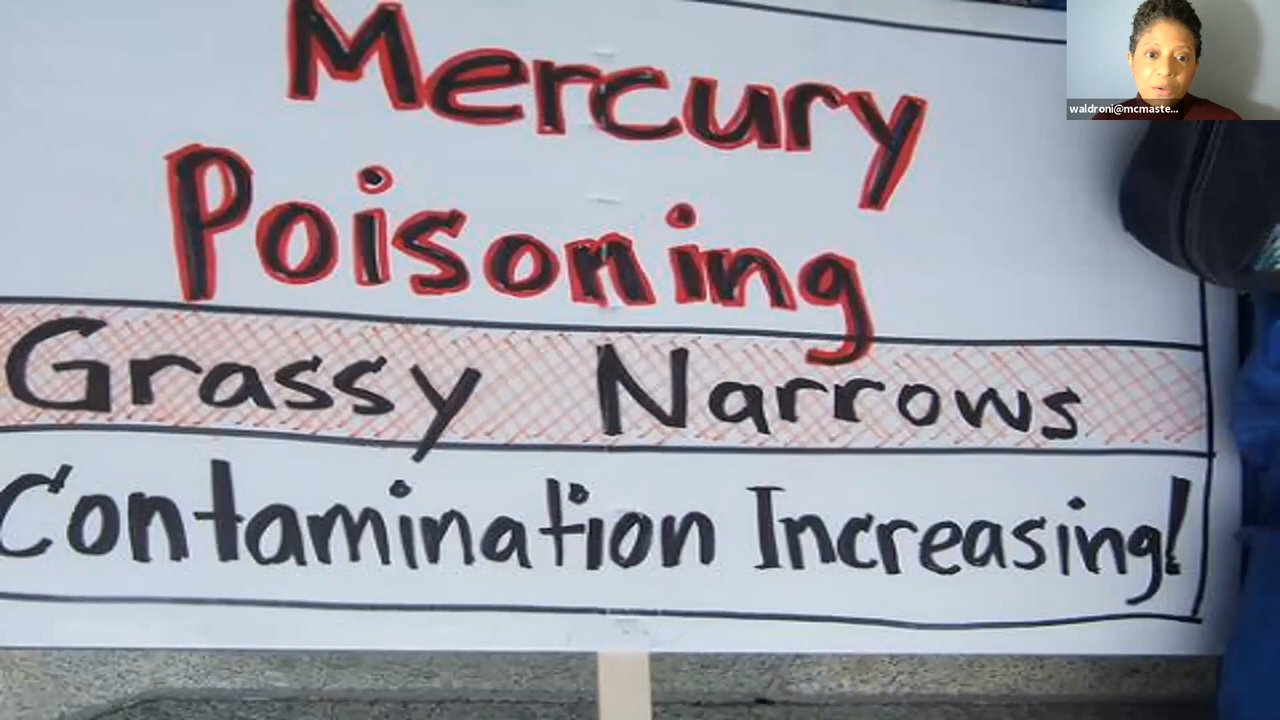 Mercury
Poisoning
Grassy Narrows
Contamination Increasing!
waldroni@mcmaste...